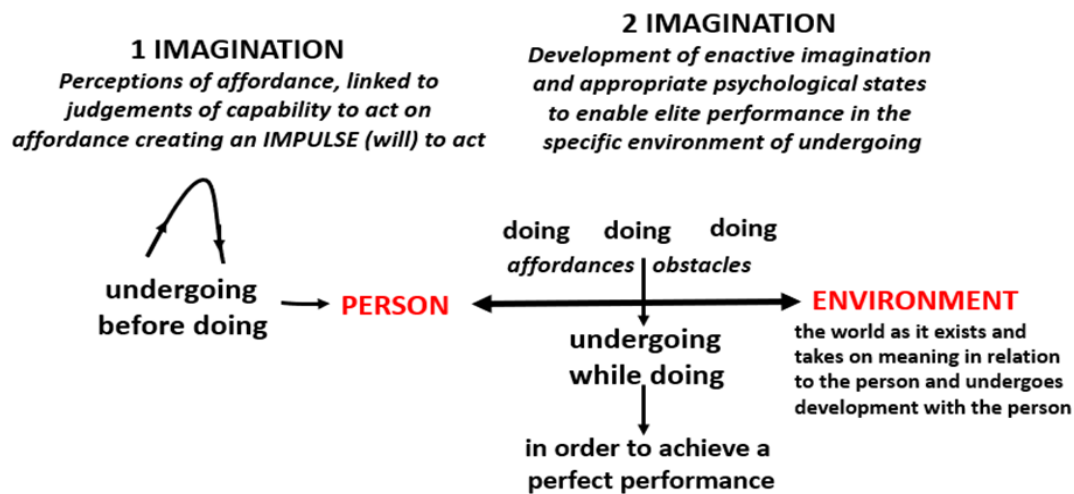 1 IMAGINATION
Perceptions of affordance, linked to
judgements of capability to act on
affordance creating an IMPULSE (will) to act
2 IMAGINATION
Development of enactive imagination
and appropriate psychological states
to enable elite performance in the
specific environment of undergoing
undergoing
before doing
PERSON
doing doing doing
affordances obstacles
undergoing
while doing
in order to achieve a
perfect performance
ENVIRONMENT
the world as it exists and
takes on meaning in relation
to the person and undergoes
development with the person